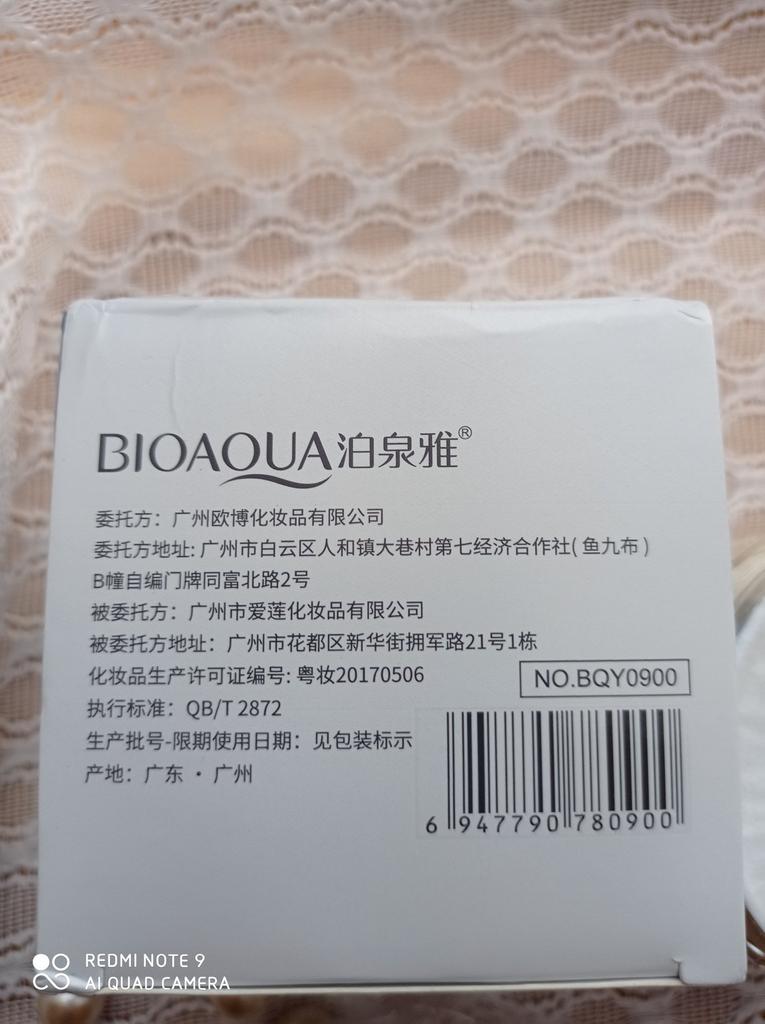 BIOAQUA泊泉雅®
委托方：广州欧博化妆品有限公司
委托方地址:广州市白云区人和镇大巷村第七经济合作社(鱼九布)
B幢自编门牌同富北路2号
被委托方：广州市爱莲化妆品有限公司
被委托方地址：广州市花都区新华街拥军路21号1栋
化妆品生产许可证编号:粤妆20170506
NO.BQY0900
执行标准：QB/T 2872
生产批号-限期使用日期：见包装标示
产地：广东・广州
6 947790 780900
REDMI NOTE 9
AI QUAD CAMERA